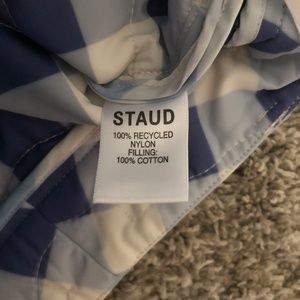 STAUD
100% RECYCLED
NYLON
FILLING:
100% COTTON